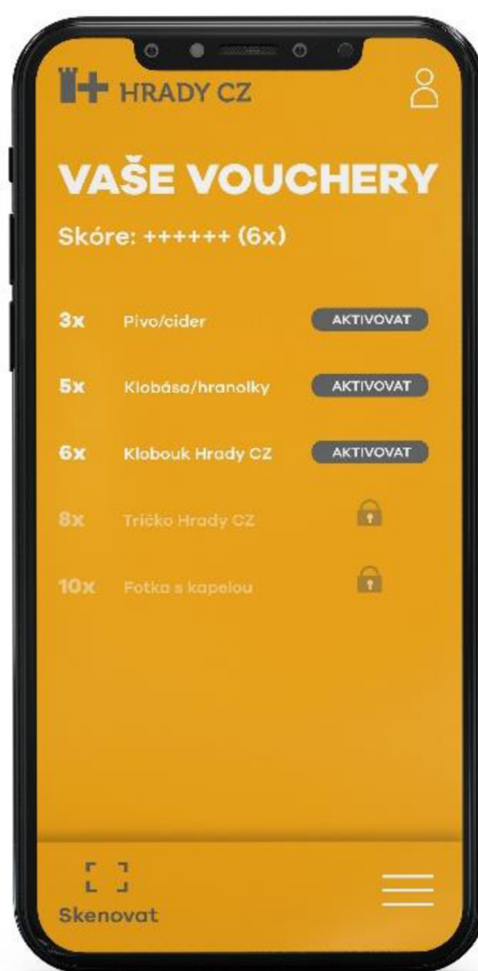 HRADY CZ
VAŠE VOUCHERY
Skóre: ++++++ (6x)
3x Pivo/cider AKTIVOVAT
5x Klobása/hranolky AKTIVOVAT
6x Klobouk Hrady CZ AKTIVOVAT
8x Tričko Hrady CZ
10x Fotka s kapelou
Skenovat